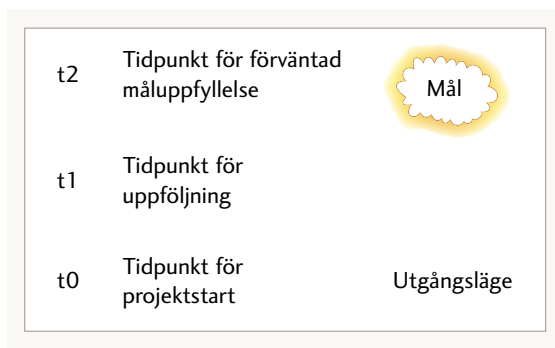 t2
Tidpunkt för förväntad
måluppfyllelse
Mål
t1
Tidpunkt för
uppföljning
t0
Tidpunkt för
projektstart
Utgångsläge